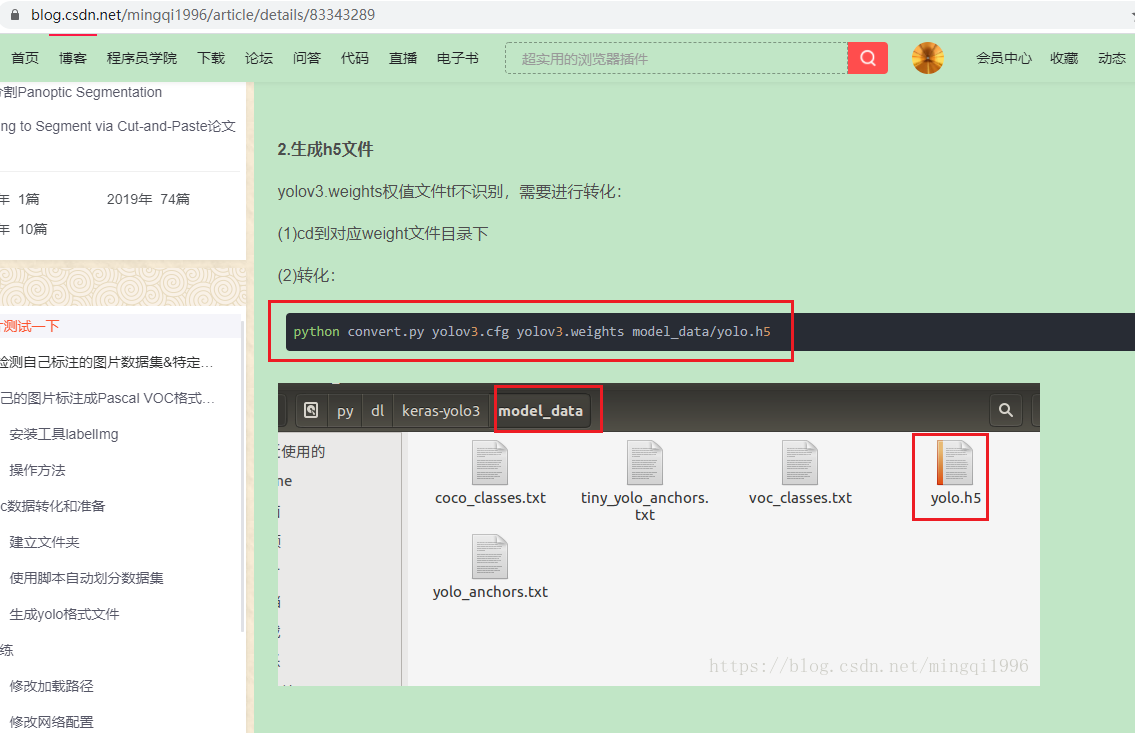 blog.csdn.net/mingqi1996/article/details/83343289
首页 博客 程序员学院 下载 论坛 问答 代码 直播 电子书 超实用的浏览器插件 会员中心 收藏 动态
割Panoptic Segmentation
ng to Segment via Cut-and-Paste论文
年 1篇 2019年 74篇
年 10篇
测试一下
检测自己标注的图片数据集&特定...
己的图片标注成Pascal VOC格式...
安装工具labelImg
操作方法
c数据转化和准备
建立文件夹
使用脚本自动划分数据集
生成yolo格式文件
练
修改加载路径
修改网络配置
2.生成h5文件
yolov3.weights权值文件tf不识别，需要进行转化：
(1)cd到对应weight文件目录下
(2)转化：
python convert.py yolov3.cfg yolov3.weights model_data/yolo.h5
py dl keras-yolo3 model_data
使用的
ne
coco_classes.txt tiny_yolo_anchors.txt voc_classes.txt yolo.h5
yolo_anchors.txt
https://blog.csdn.net/mingqi1996